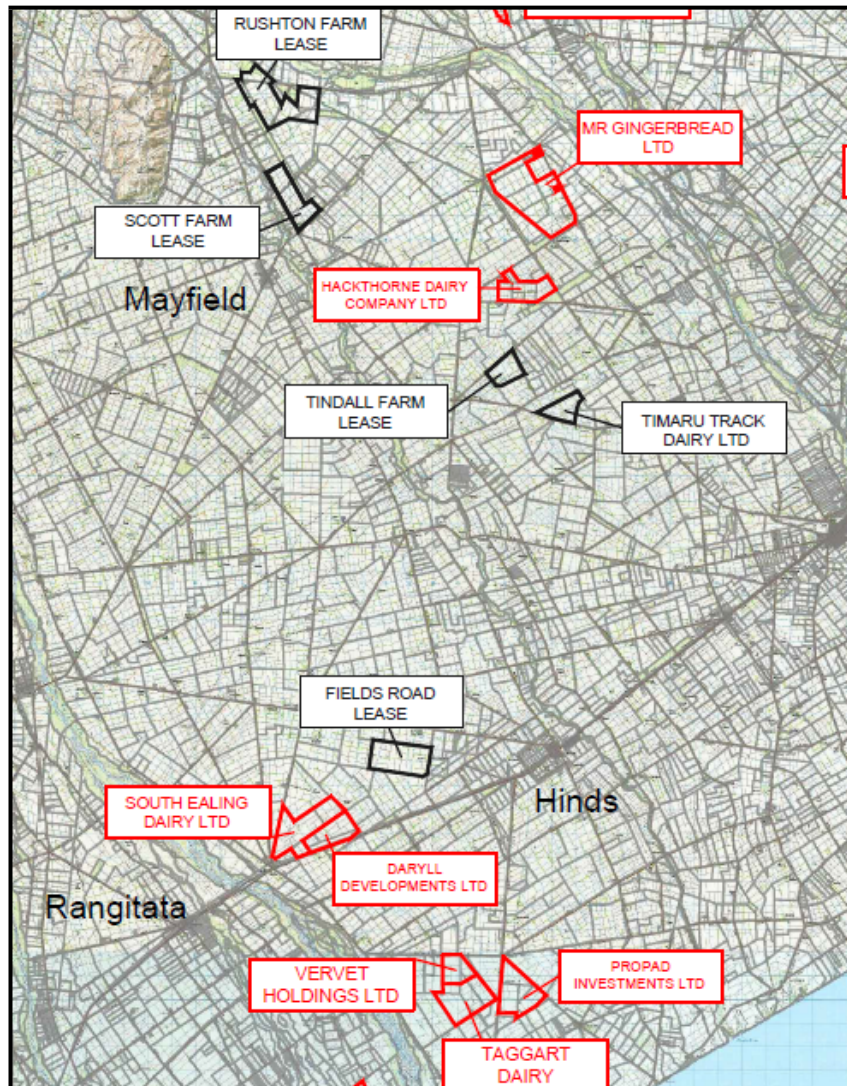 RUSHTON FARM
LEASE
MR GINGERBREAD
LTD
SCOTT FARM
LEASE
Mayfield
HACKTHORNE DAIRY
COMPANY LTD
TINDALL FARM
LEASE
TIMARU TRACK
DAIRY LTD
FIELDS ROAD
LEASE
SOUTH EALING
DAIRY LTD
Hinds
DARYLL
DEVELOPMENTS LTD
Rangitata
VERVET
HOLDINGS LTD
PROPAD
INVESTMENTS LTD
TAGGART
DAIRY